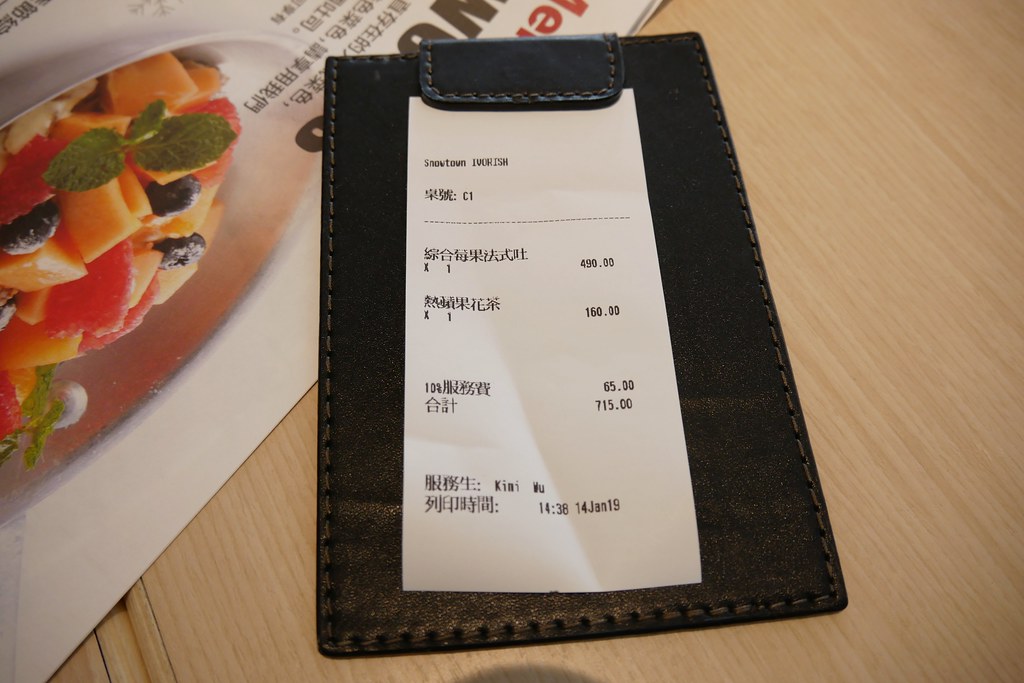 Snowtown IVORISH
桌號: C1
綜合莓果法式吐
X 1 490.00
熱蘋果花茶
X 1 160.00
10%服務費 65.00
合計 715.00
服務生: Kimi Wu
列印時間: 14:38 14Jan19